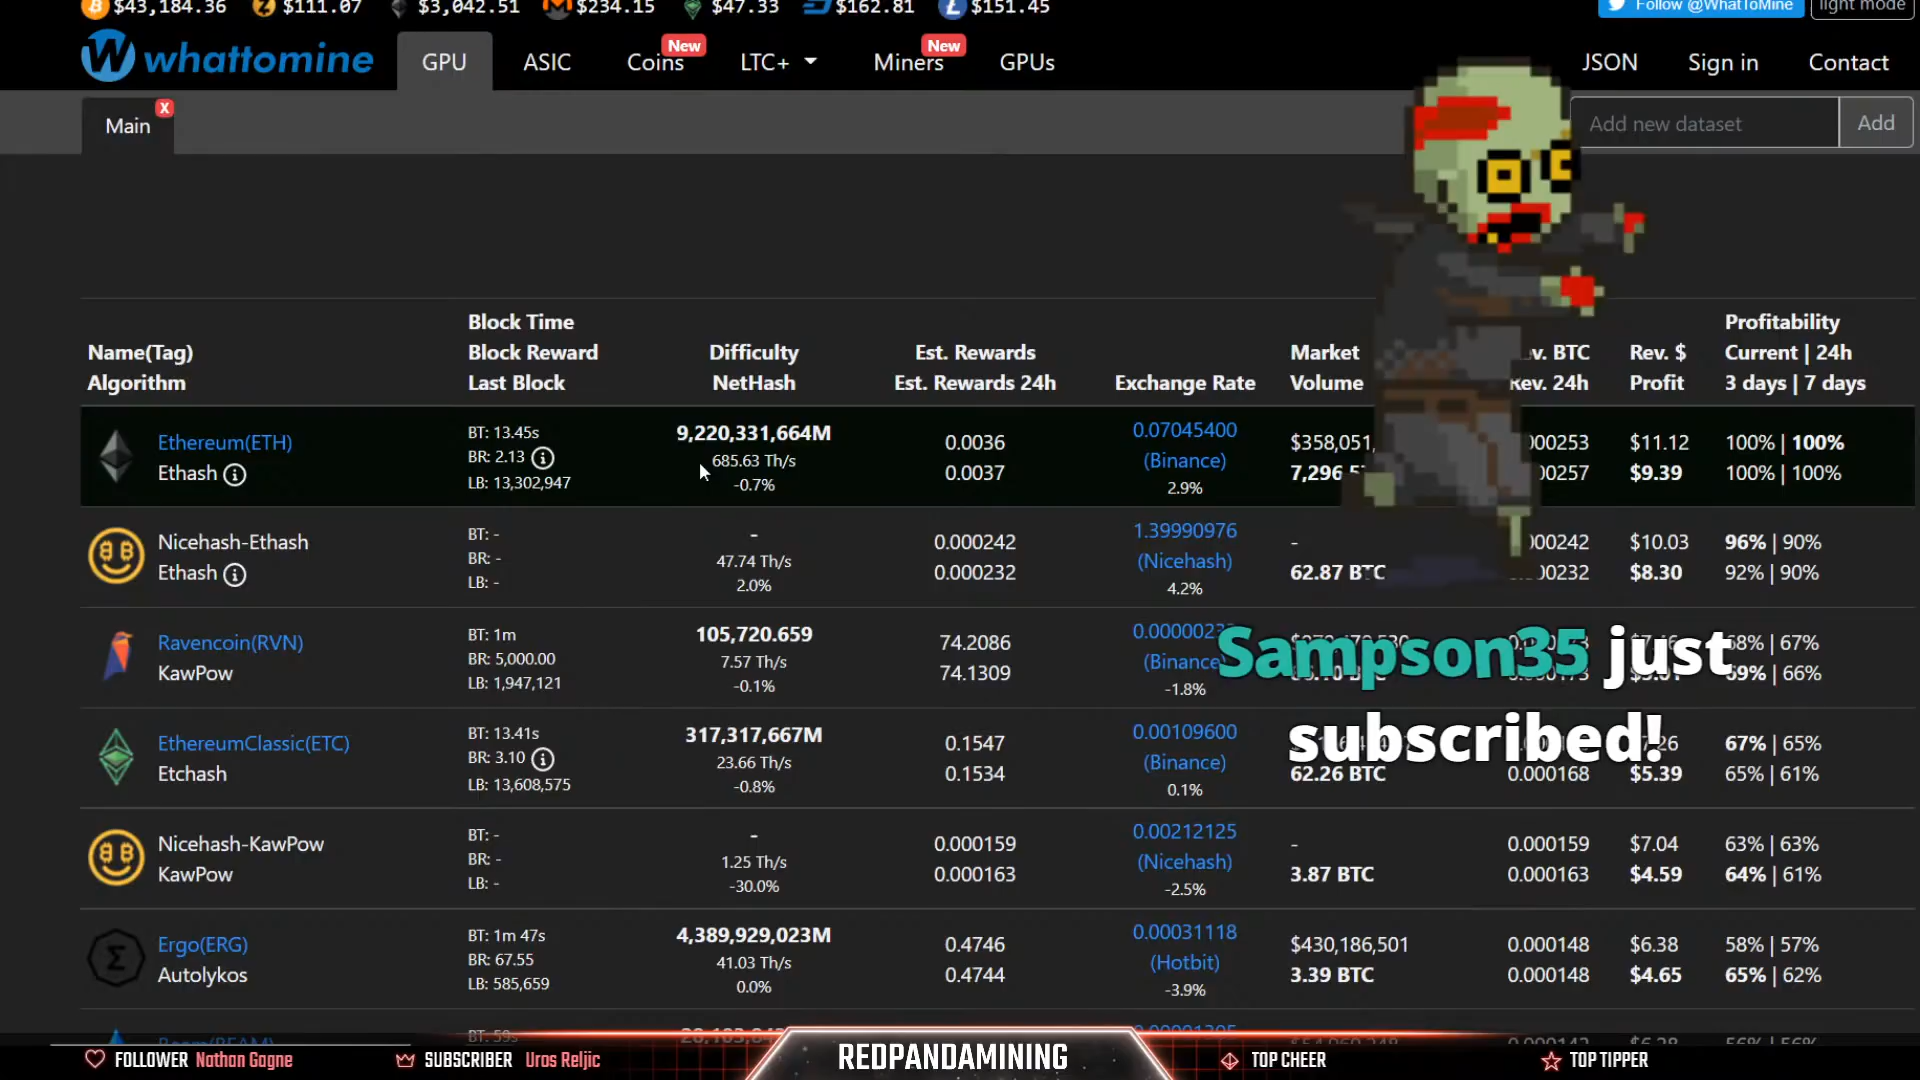 $43,184.36 $111.07 $3,042.51 $234.15 $47.33 $162.81 $151.45 Follow @WhatToMine light mode
whattomine GPU ASIC Coins New LTC+ Miners New GPUs JSON Sign in Contact
Main x Add new dataset Add
Name(Tag)
Algorithm
Block Time
Block Reward
Last Block
Difficulty
NetHash
Est. Rewards
Est. Rewards 24h
Exchange Rate
Market
Volume
BTC
24h
Rev. $
Profit
Profitability
Current | 24h
3 days | 7 days
Ethereum(ETH)
Ethash
BT: 13.45s
BR: 2.13
LB: 13,302,947
9,220,331,664M
685.63 Th/s
-0.7%
0.0036
0.0037
0.07045400
(Binance)
2.9%
$358,051,
$11.12
$9.39
100% | 100%
100% | 100%
Nicehash-Ethash
Ethash
BT: -
BR: -
LB: -
-
47.74 Th/s
2.0%
0.000242
0.000232
1.39990976
(Nicehash)
4.2%
-
62.87 BTC
$10.03
$8.30
96% | 90%
92% | 90%
Ravencoin(RVN)
KawPow
BT: 1m
BR: 5,000.00
LB: 1,947,121
105,720.659
7.57 Th/s
-0.1%
74.2086
74.1309
(Binance)
-1.8%
68% | 67%
69% | 66%
Sampson35 just
subscribed!
EthereumClassic(ETC)
Etchash
BT: 13.41s
BR: 3.10
LB: 13,608,575
317,317,667M
23.66 Th/s
-0.8%
0.1547
0.1534
0.00109600
(Binance)
0.1%
62.26 BTC
0.000168
$5.39
67% | 65%
65% | 61%
Nicehash-KawPow
KawPow
BT: -
BR: -
LB: -
-
1.25 Th/s
-30.0%
0.000159
0.000163
0.00212125
(Nicehash)
-2.5%
-
3.87 BTC
0.000159
0.000163
$7.04
$4.59
63% | 63%
64% | 61%
Ergo(ERG)
Autolykos
BT: 1m 47s
BR: 67.55
LB: 585,659
4,389,929,023M
41.03 Th/s
0.0%
0.4746
0.4744
0.00031118
(Hotbit)
-3.9%
$430,186,501
3.39 BTC
0.000148
0.000148
$6.38
$4.65
58% | 57%
65% | 62%
FOLLOWER Nathan Gagne SUBSCRIBER Uros Reljic REDPANDAMINING TOP CHEER TOP TIPPER